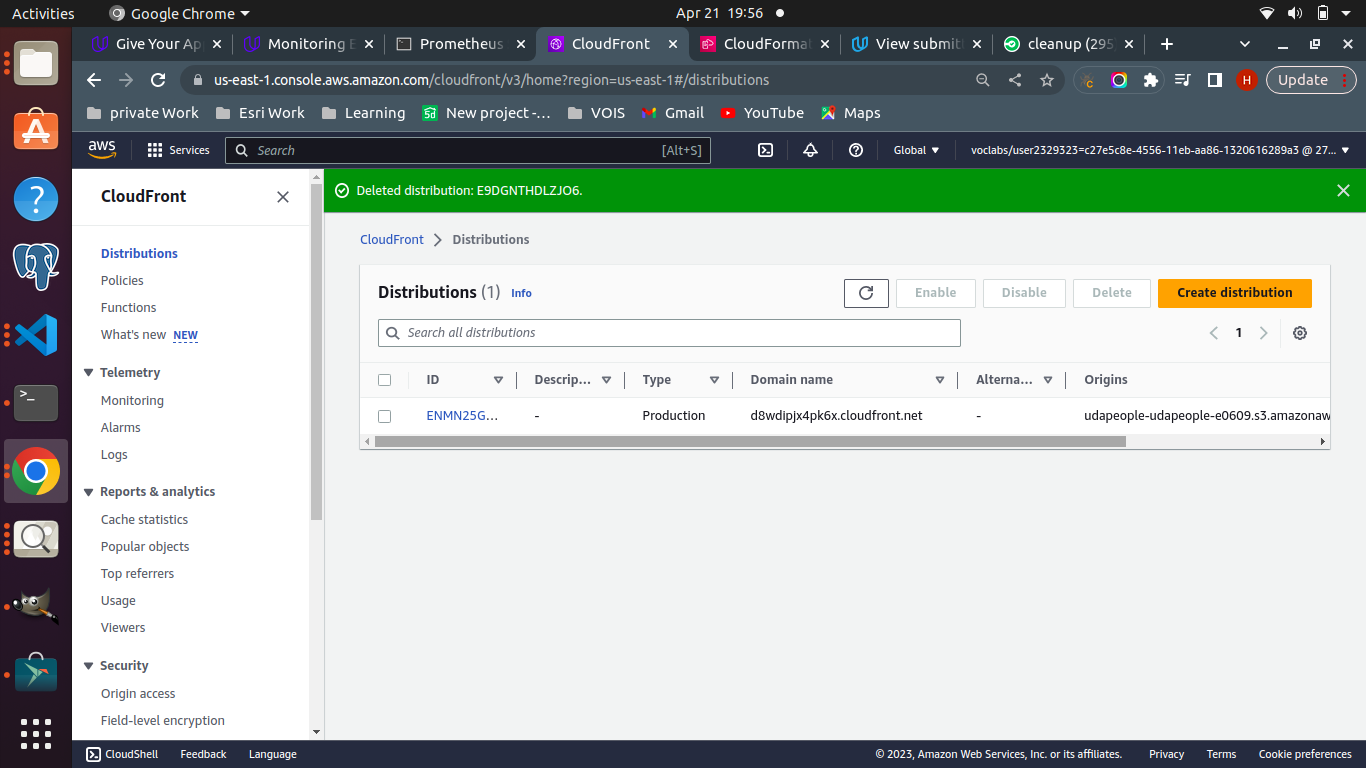 Activities Google Chrome Apr 21 19:56
Give Your Ap Monitoring E Prometheus CloudFront CloudFormat View submit cleanup (295
us-east-1.console.aws.amazon.com/cloudfront/v3/home?region=us-east-1#/distributions H Update
private Work Esri Work Learning New project -... VOIS Gmail YouTube Maps
aws Services Search [Alt+S] Global voclabs/user2329323=c27e5c8e-4556-11eb-aa86-1320616289a3 @ 27...
CloudFront
Distributions
Policies
Functions
What's new NEW
Telemetry
Monitoring
Alarms
Logs
Reports & analytics
Cache statistics
Popular objects
Top referrers
Usage
Viewers
Security
Origin access
Field-level encryption
Deleted distribution: E9DGNTHDLZJO6.
CloudFront Distributions
Distributions (1) Info Enable Disable Delete Create distribution
Search all distributions 1
ID Descrip... Type Domain name Alterna... Origins
ENMN25G... - Production d8wdipjx4pk6x.cloudfront.net - udapeople-udapeople-e0609.s3.amazonaw
CloudShell Feedback Language © 2023, Amazon Web Services, Inc. or its affiliates. Privacy Terms Cookie preferences